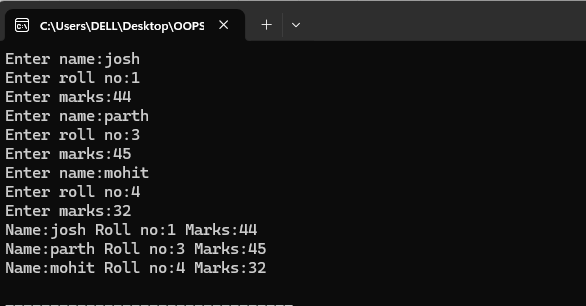 C:\Users\DELL\Desktop\OOPS
Enter name:josh
Enter roll no:1
Enter marks:44
Enter name:parth
Enter roll no:3
Enter marks:45
Enter name:mohit
Enter roll no:4
Enter marks:32
Name:josh Roll no:1 Marks:44
Name:parth Roll no:3 Marks:45
Name:mohit Roll no:4 Marks:32
--------------------------------